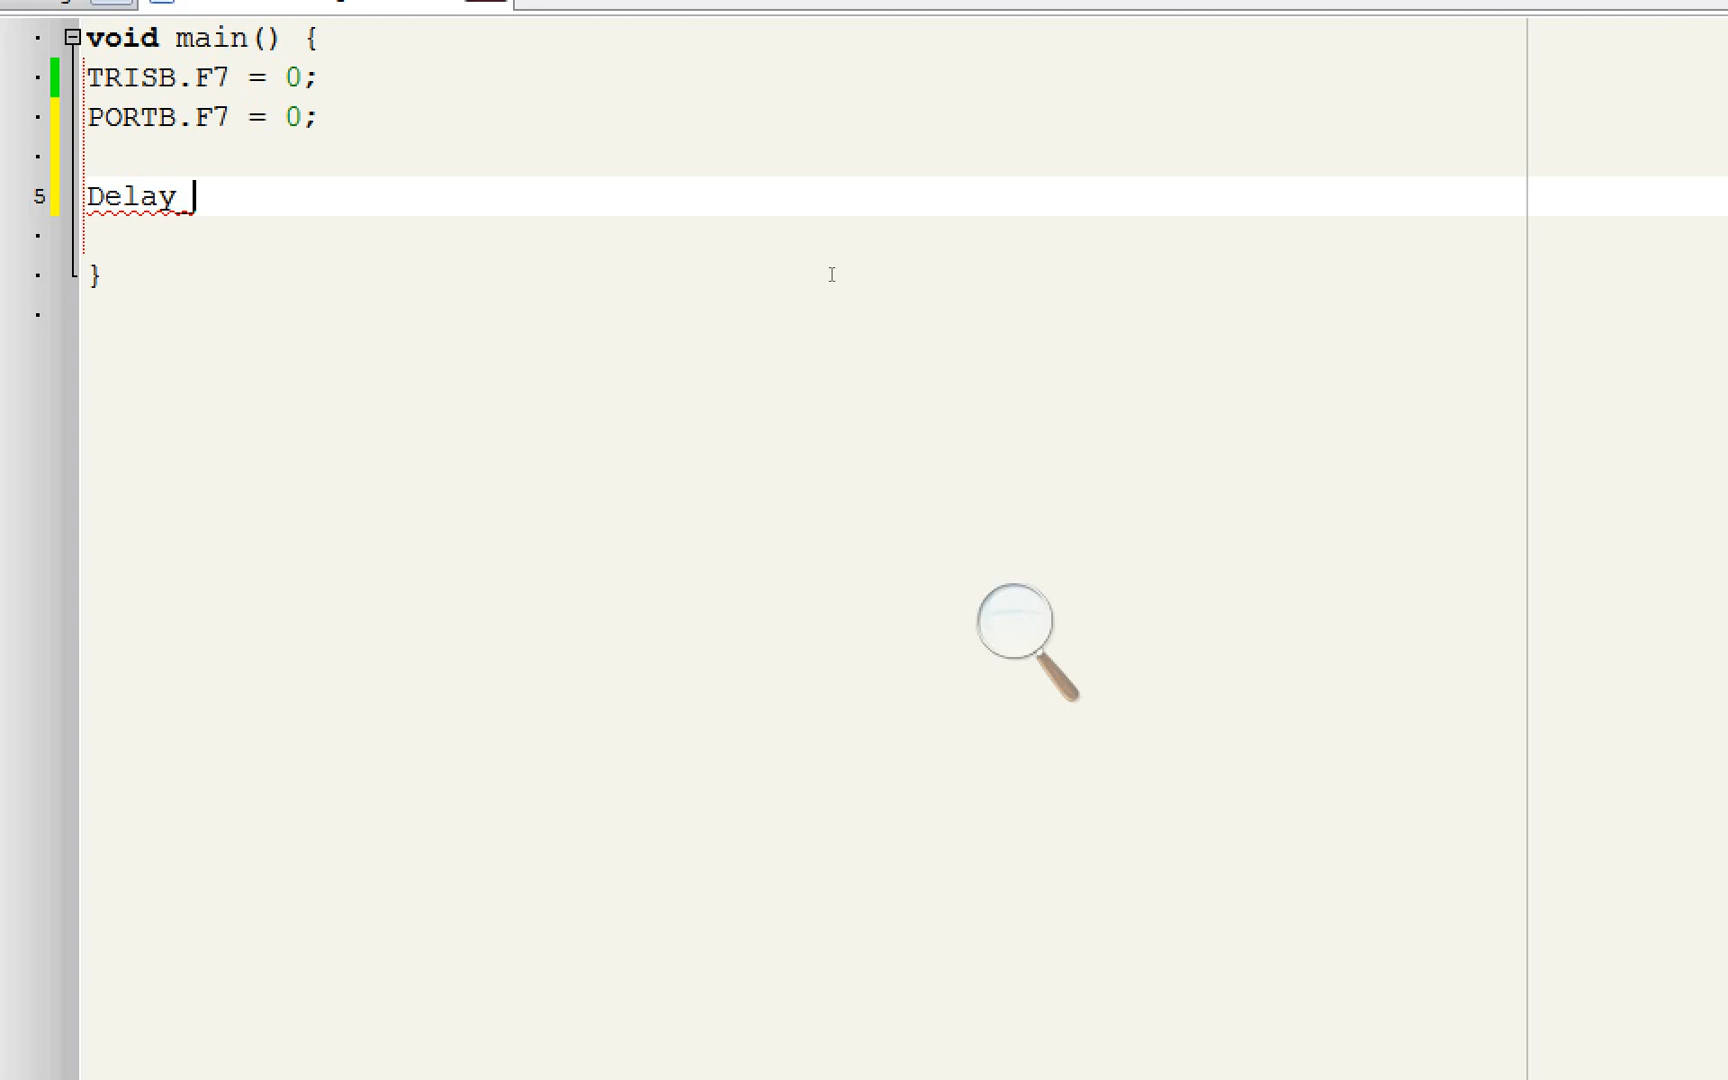 void main() {
TRISB.F7 = 0;
PORTB.F7 = 0;
5 Delay_
}